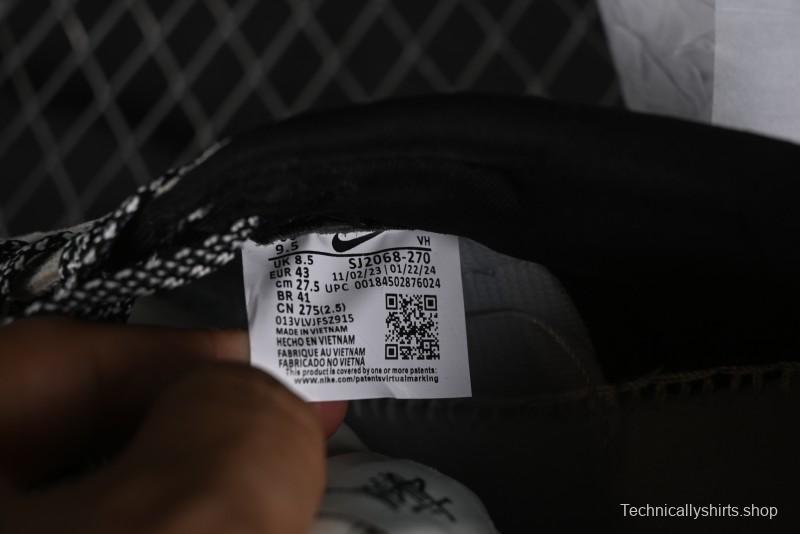 9.5
VH
UK 8.5
SJ2068-270
EUR 43
11/02/23 | 01/22/24
cm 27.5
UPC 00184502876024
BR 41
CN 275(2.5)
013VLVJFSZ915
MADE IN VIETNAM
HECHO EN VIETNAM
FABRIQUE AU VIETNAM
FABRICADO NO VIETNÃ
This product is covered by one or more patents:
www.nike.com/patentsvirtualmarking
Technicallyshirts.shop